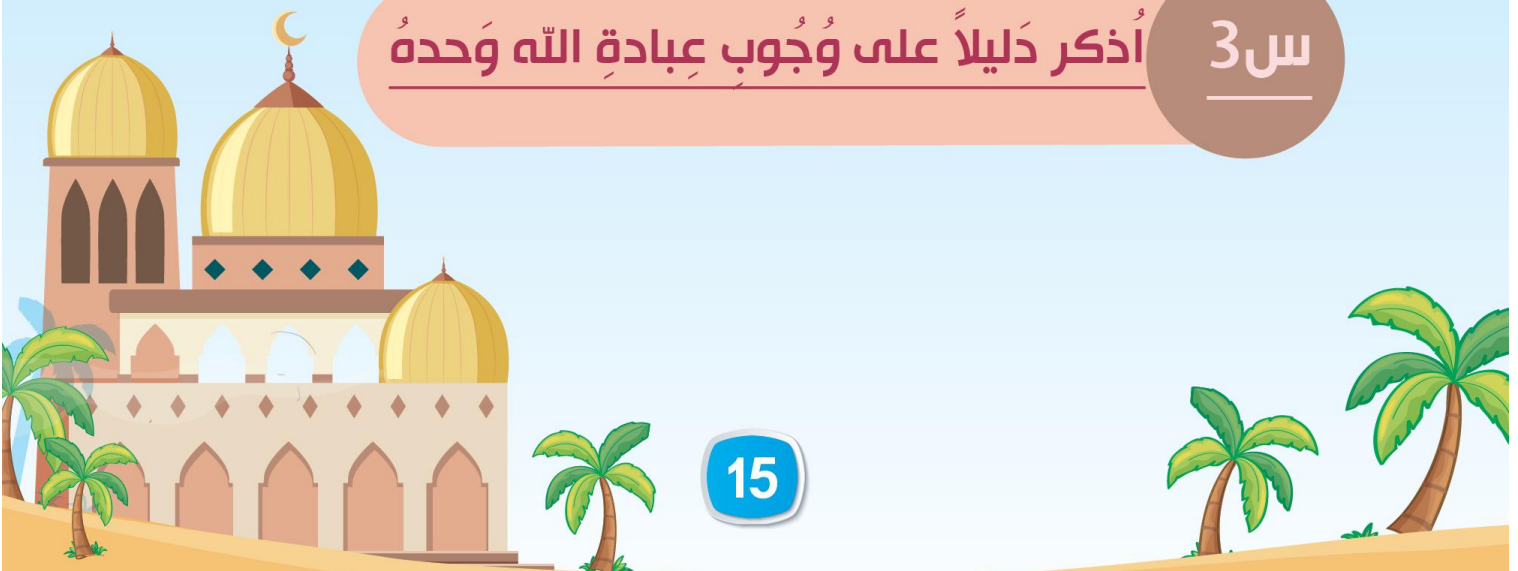 س3
اُذكر دَليلاً على وُجُوبِ عِبادةِ الله وَحدهُ
15